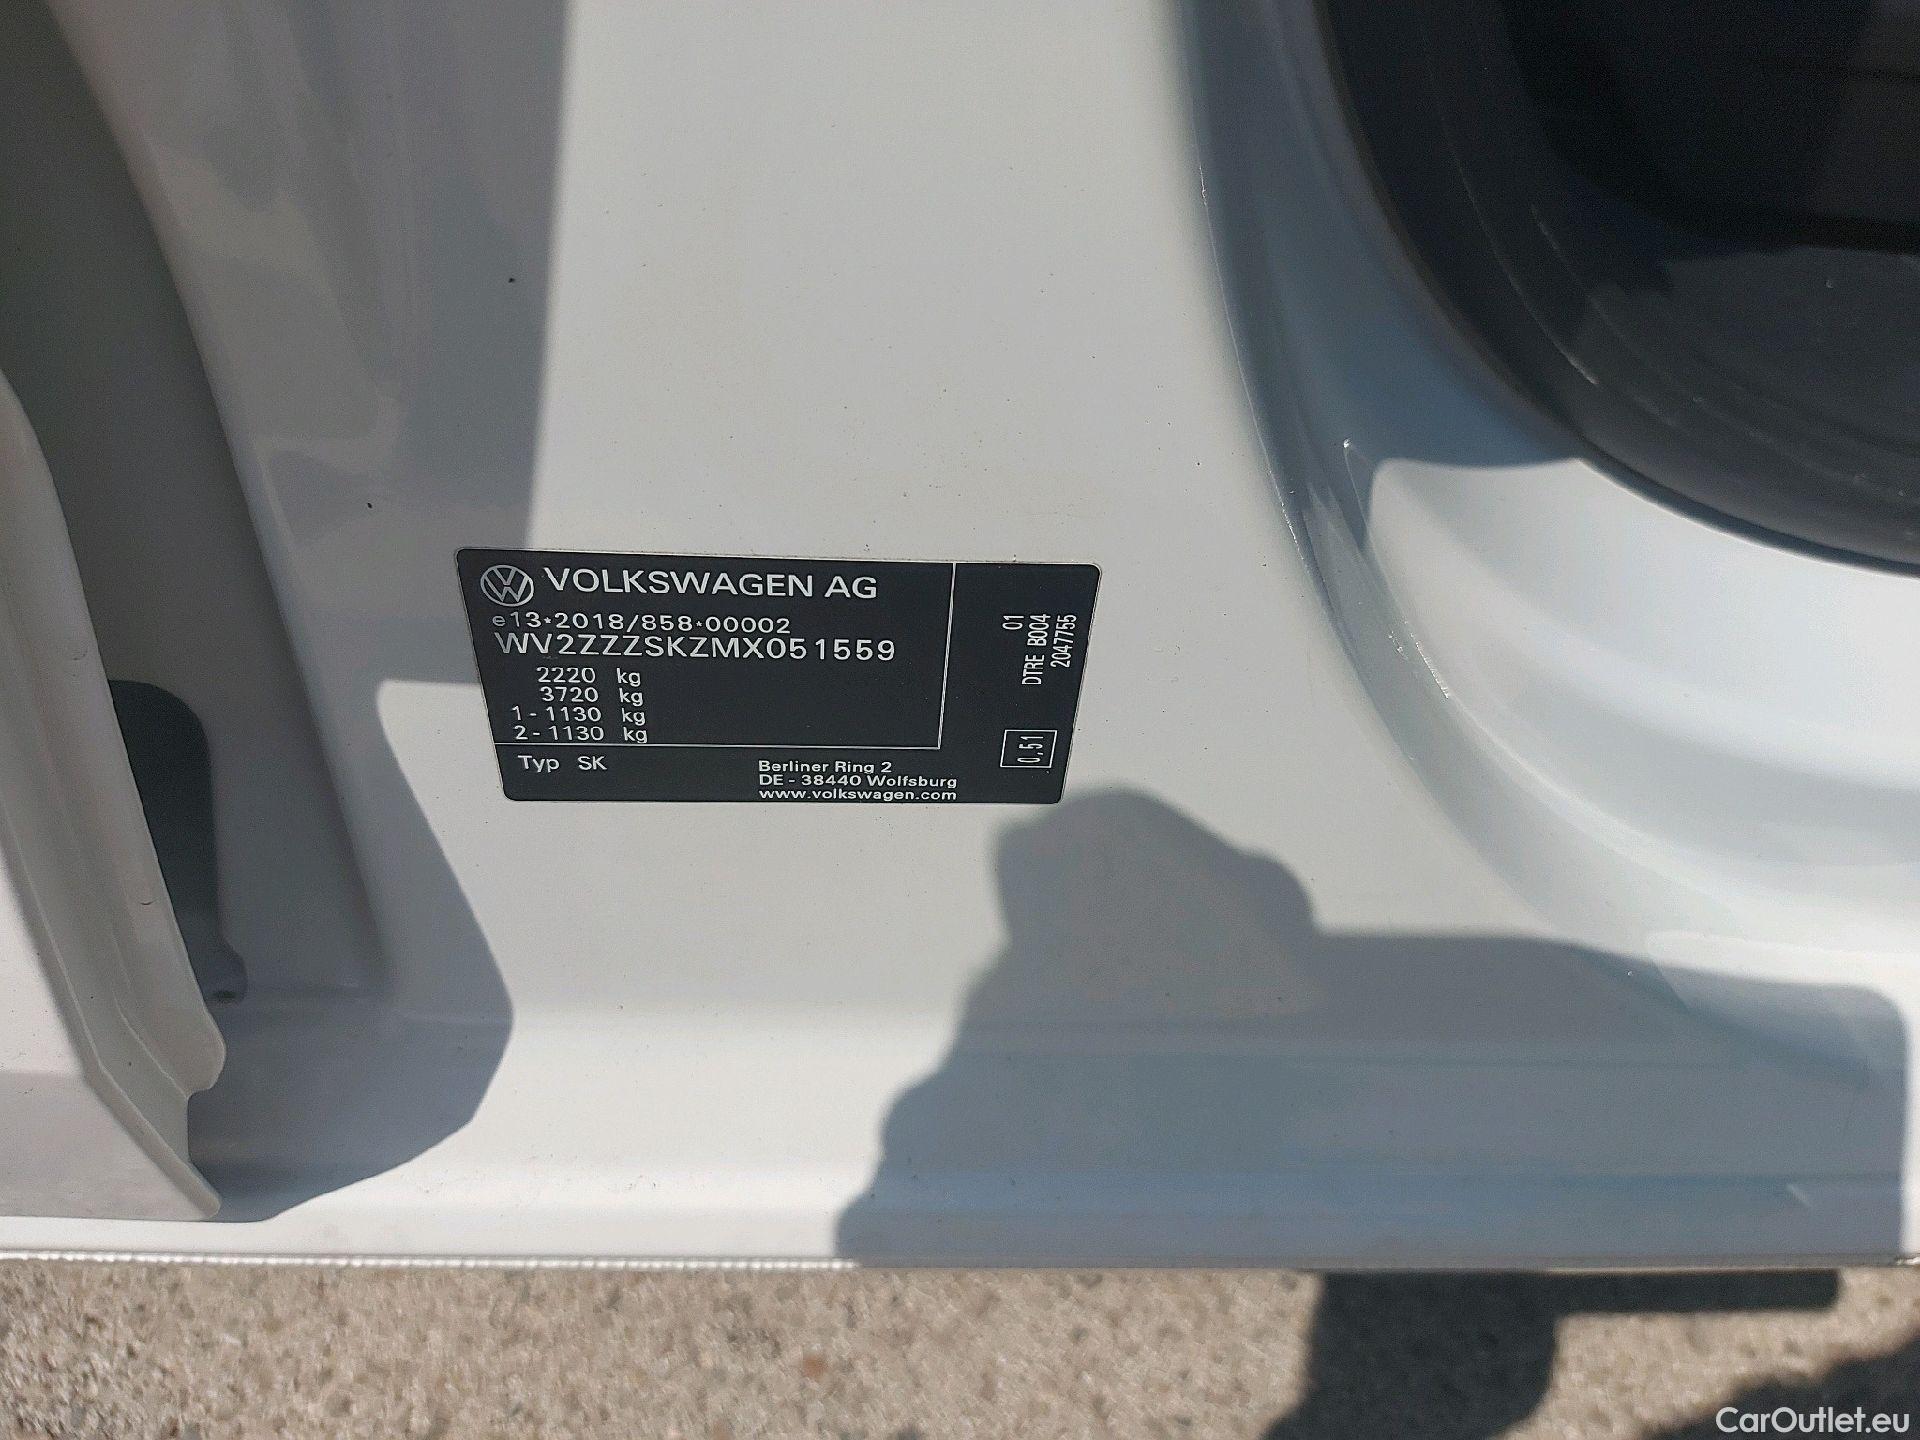 VOLKSWAGEN AG
e13*2018/858*00002
WV2ZZZSKZMX051559
2220 kg
3720 kg
1 - 1130 kg
2 - 1130 kg
Typ SK
Berliner Ring 2
DE - 38440 Wolfsburg
www.volkswagen.com
01
DTRE B004
2047755
0,51
CarOutlet.eu